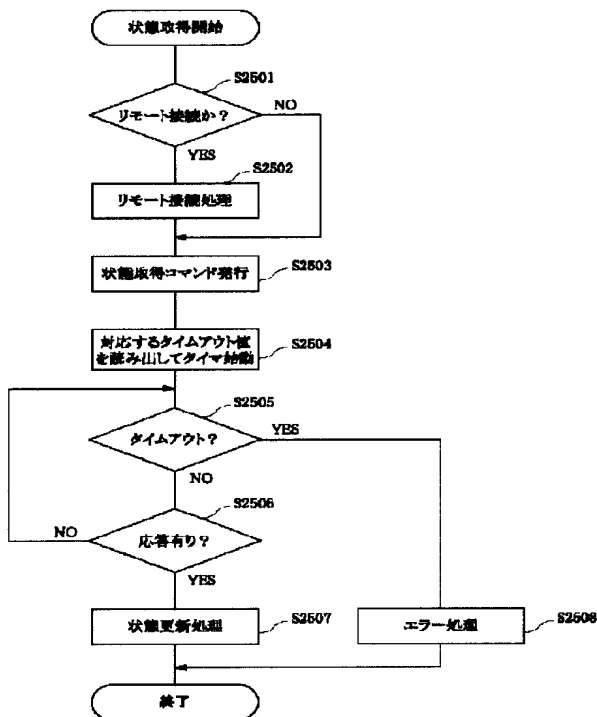 状態取得開始
S2501
リモート接続か？
NO
YES
S2502
リモート接続処理
状態取得コマンド発行
S2503
対応するタイムアウト値
を読み出してタイマ始動
S2504
S2505
タイムアウト？
YES
NO
S2506
応答有り？
NO
YES
状態更新処理
S2507
エラー処理
S2508
終了